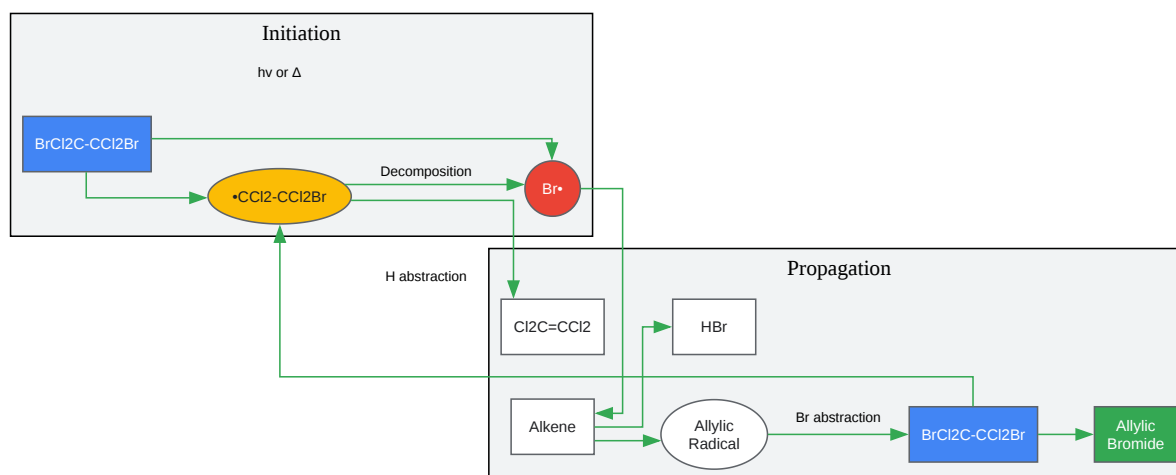 Initiation
hν or Δ
BrCl2C-CCl2Br
Decomposition
•CCl2-CCl2Br
Br•
H abstraction
Propagation
Cl2C=CCl2
HBr
Alkene
Allylic
Radical
Br abstraction
BrCl2C-CCl2Br
Allylic
Bromide